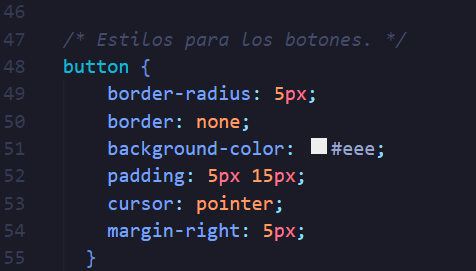 46
47 /* Estilos para los botones. */
48 button {
49 border-radius: 5px;
50 border: none;
51 background-color: #eee;
52 padding: 5px 15px;
53 cursor: pointer;
54 margin-right: 5px;
55 }